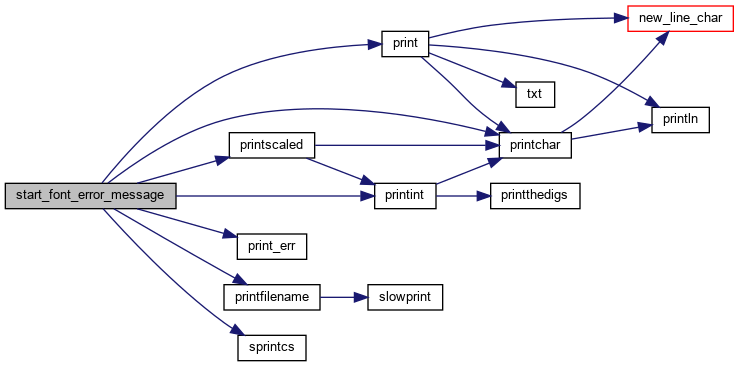 new_line_char
print
txt
println
printchar
printscaled
start_font_error_message
printint
printthedigs
print_err
printfilename
slowprint
sprintcs